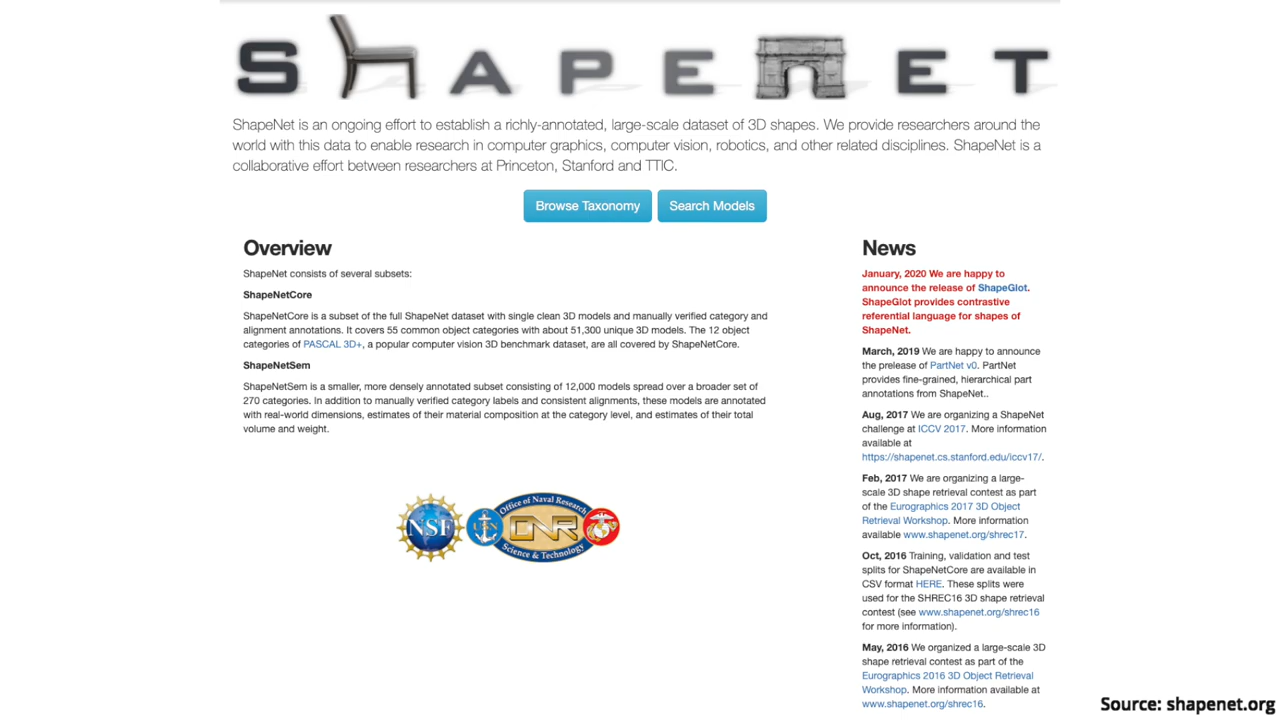 SHAPENET
ShapeNet is an ongoing effort to establish a richly-annotated, large-scale dataset of 3D shapes. We provide researchers around the
world with this data to enable research in computer graphics, computer vision, robotics, and other related disciplines. ShapeNet is a
collaborative effort between researchers at Princeton, Stanford and TTIC.
Browse Taxonomy
Search Models
Overview
ShapeNet consists of several subsets:
ShapeNetCore
ShapeNetCore is a subset of the full ShapeNet dataset with single clean 3D models and manually verified category and
alignment annotations. It covers 55 common object categories with about 51,300 unique 3D models. The 12 object
categories of PASCAL 3D+, a popular computer vision 3D benchmark dataset, are all covered by ShapeNetCore.
ShapeNetSem
ShapeNetSem is a smaller, more densely annotated subset consisting of 12,000 models spread over a broader set of
270 categories. In addition to manually verified category labels and consistent alignments, these models are annotated
with real-world dimensions, estimates of their material composition at the category level, and estimates of their total
volume and weight.
NSF
USN
Office of Naval Research
ONR
Science & Technology
News
January, 2020 We are happy to
announce the release of ShapeGlot.
ShapeGlot provides contrastive
referential language for shapes of
ShapeNet.
March, 2019 We are happy to announce
the prelease of PartNet v0. PartNet
provides fine-grained, hierarchical part
annotations from ShapeNet..
Aug, 2017 We are organizing a ShapeNet
challenge at ICCV 2017. More information
available at
https://shapenet.cs.stanford.edu/iccv17/.
Feb, 2017 We are organizing a large-
scale 3D shape retrieval contest as part
of the Eurographics 2017 3D Object
Retrieval Workshop. More information
available www.shapenet.org/shrec17.
Oct, 2016 Training, validation and test
splits for ShapeNetCore are available in
CSV format HERE. These splits were
used for the SHREC16 3D shape retrieval
contest (see www.shapenet.org/shrec16
for more information).
May, 2016 We organized a large-scale 3D
shape retrieval contest as part of the
Eurographics 2016 3D Object Retrieval
Workshop. More information available at
www.shapenet.org/shrec16.
Source: shapenet.org